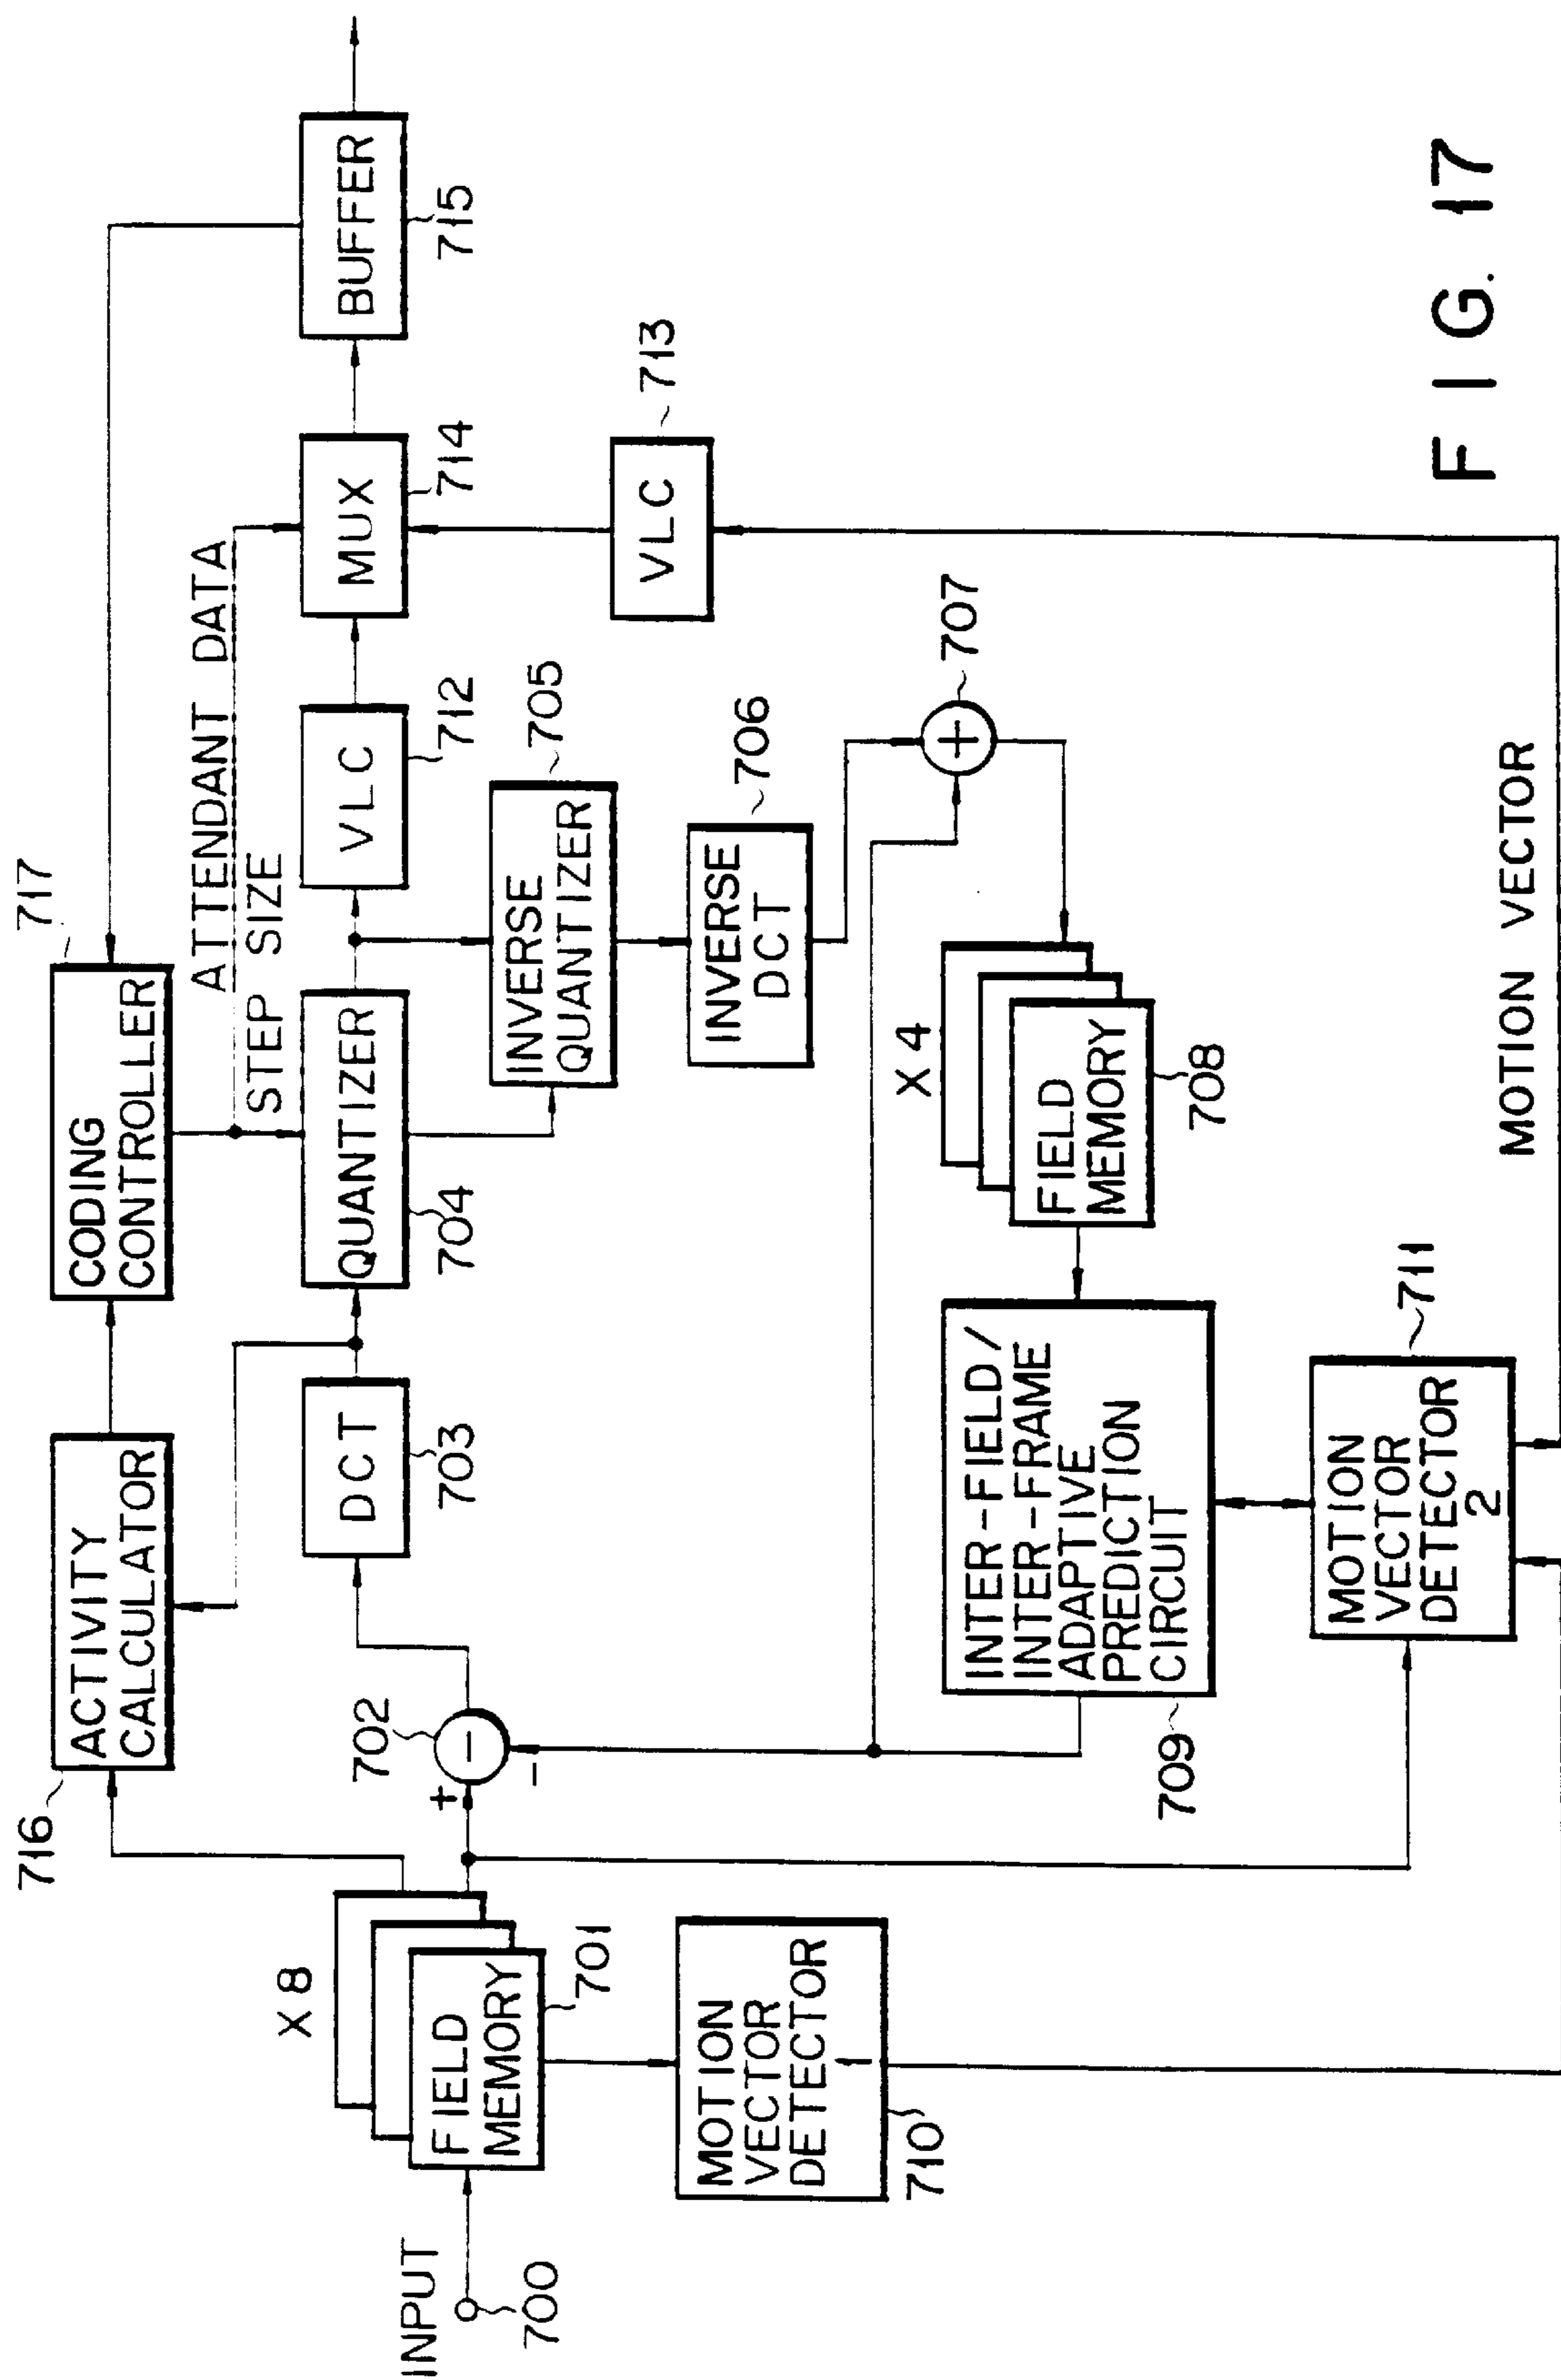 716
ACTIVITY
CALCULATOR
717
CODING
CONTROLLER
ATTENDANT DATA
STEP SIZE
X 8
FIELD
MEMORY
701
INPUT
700
702
+
−
-
DCT
703
QUANTIZER
704
VLC
712
MUX
714
BUFFER
715
INVERSE
QUANTIZER
705
VLC
713
INVERSE
DCT
706
+
707
MOTION
VECTOR
DETECTOR
1
710
X 4
FIELD
MEMORY
708
INTER-FIELD/
INTER-FRAME
ADAPTIVE
PREDICTION
CIRCUIT
709
MOTION
VECTOR
DETECTOR
2
711
MOTION VECTOR
FIG. 17